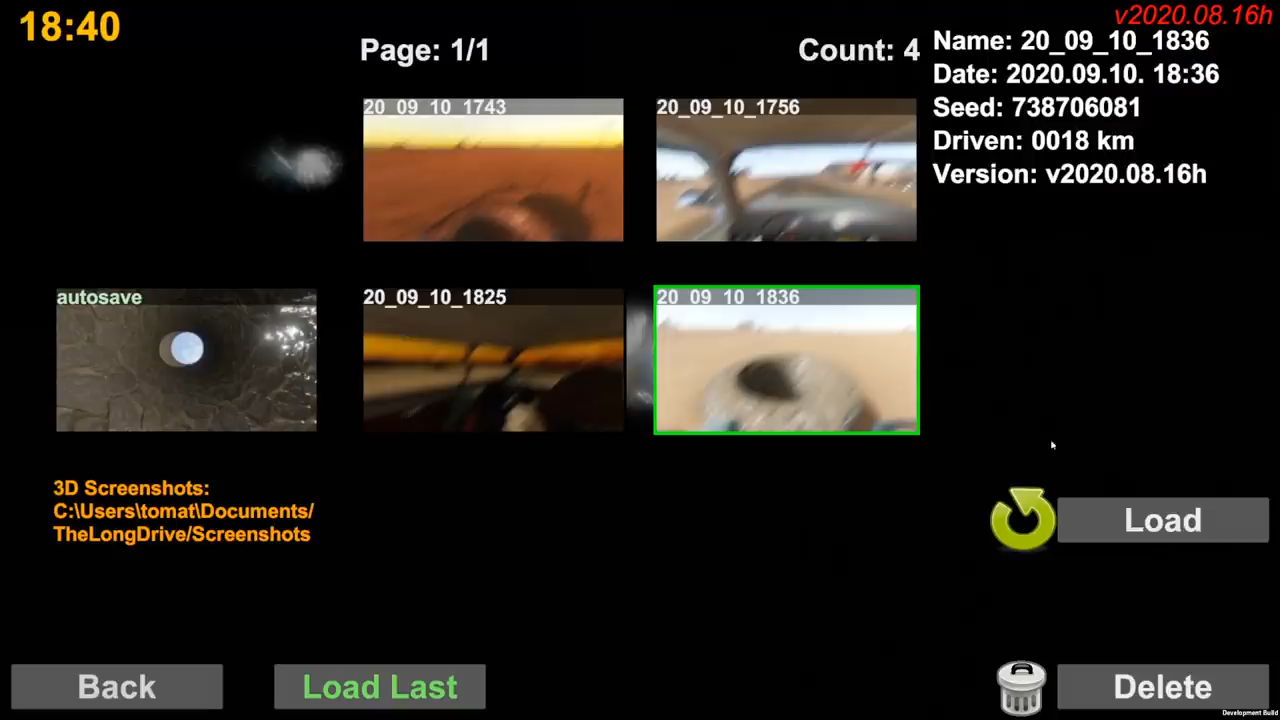 18:40
v2020.08.16h
Page: 1/1
Count: 4
Name: 20_09_10_1836
Date: 2020.09.10. 18:36
Seed: 738706081
Driven: 0018 km
Version: v2020.08.16h
20_09_10_1743
20_09_10_1756
autosave
20_09_10_1825
20_09_10_1836
3D Screenshots:
C:\Users\tomat\Documents/
TheLongDrive/Screenshots
Load
Back
Load Last
Delete
Development Build